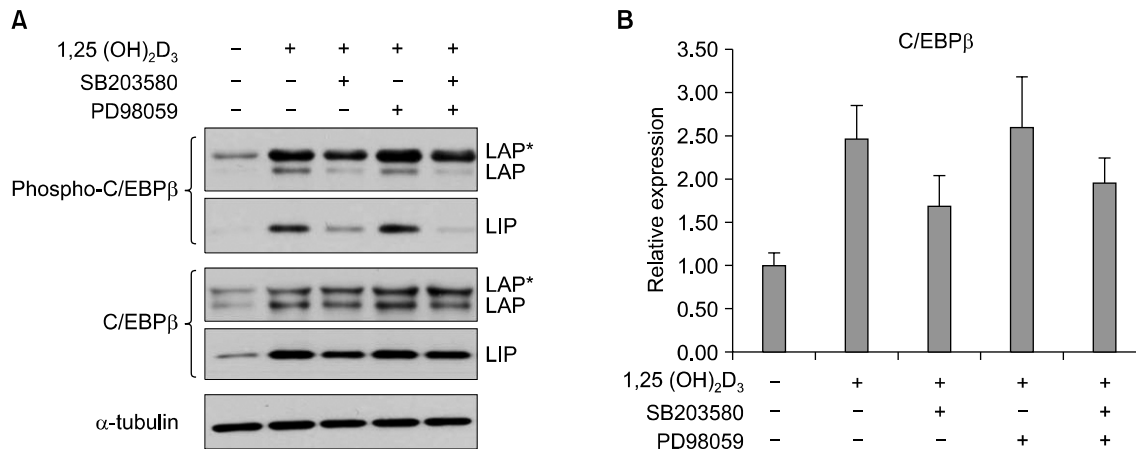 A
1,25 (OH)₂D₃ – + + + +
SB203580 – – + – +
PD98059 – – – + +
Phospho-C/EBPβ
LAP*
LAP
LIP
C/EBPβ
LAP*
LAP
LIP
α-tubulin
B
C/EBPβ
Relative expression
3.50
3.00
2.50
2.00
1.50
1.00
0.50
0.00
1,25 (OH)₂D₃ – + + + +
SB203580 – – + – +
PD98059 – – – + +